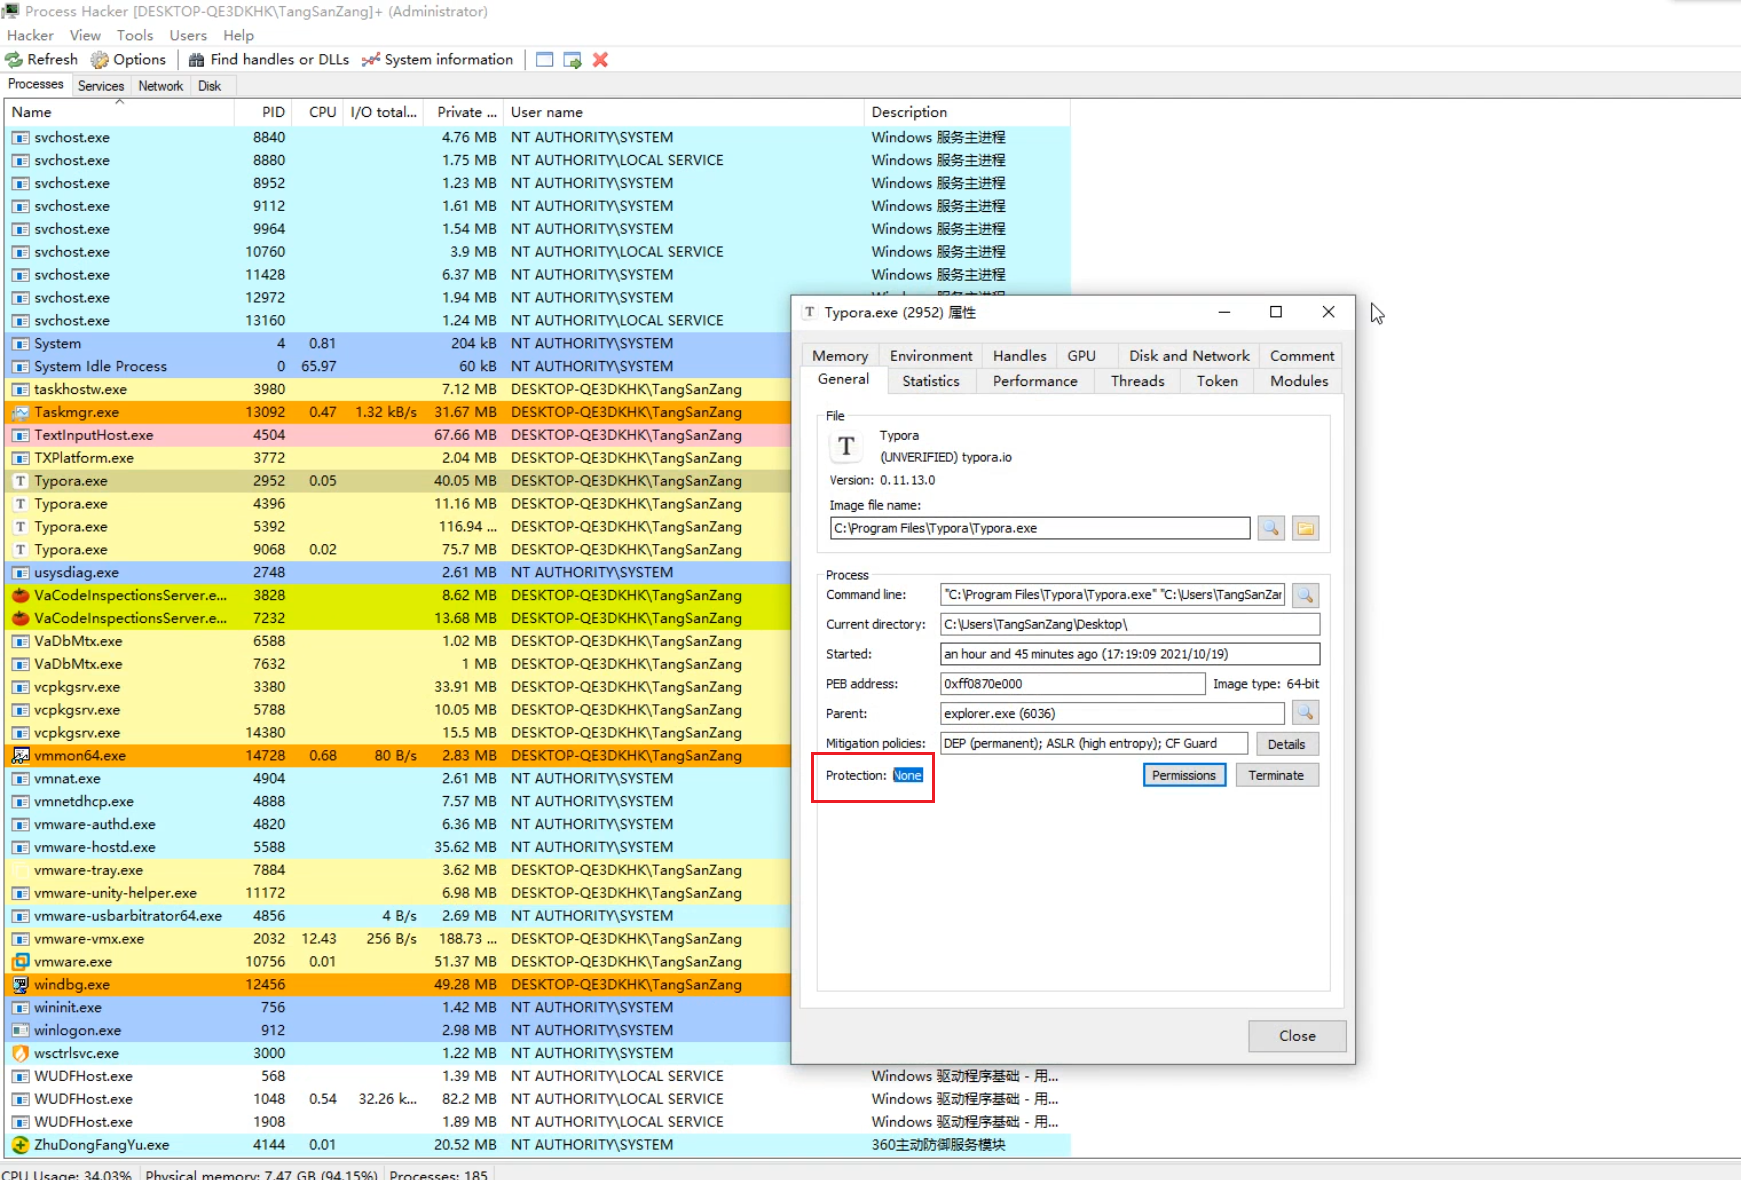 Process Hacker [DESKTOP-QE3DKHK\TangSanZang]+ (Administrator)
Hacker View Tools Users Help
Refresh Options Find handles or DLLs System information
Processes Services Network Disk
Name PID CPU I/O total... Private ... User name Description
svchost.exe 8840 4.76 MB NT AUTHORITY\SYSTEM Windows 服务主进程
svchost.exe 8880 1.75 MB NT AUTHORITY\LOCAL SERVICE Windows 服务主进程
svchost.exe 8952 1.23 MB NT AUTHORITY\SYSTEM Windows 服务主进程
svchost.exe 9112 1.61 MB NT AUTHORITY\SYSTEM Windows 服务主进程
svchost.exe 9964 1.54 MB NT AUTHORITY\SYSTEM Windows 服务主进程
svchost.exe 10760 3.9 MB NT AUTHORITY\LOCAL SERVICE Windows 服务主进程
svchost.exe 11428 6.37 MB NT AUTHORITY\SYSTEM Windows 服务主进程
svchost.exe 12972 1.94 MB NT AUTHORITY\SYSTEM
svchost.exe 13160 1.24 MB NT AUTHORITY\LOCAL SERVICE
System 4 0.81 204 kB NT AUTHORITY\SYSTEM
System Idle Process 0 65.97 60 kB NT AUTHORITY\SYSTEM
taskhostw.exe 3980 7.12 MB DESKTOP-QE3DKHK\TangSanZang
Taskmgr.exe 13092 0.47 1.32 kB/s 31.67 MB DESKTOP-QE3DKHK\TangSanZang
TextInputHost.exe 4504 67.66 MB DESKTOP-QE3DKHK\TangSanZang
TXPlatform.exe 3772 2.04 MB DESKTOP-QE3DKHK\TangSanZang
Typora.exe 2952 0.05 40.05 MB DESKTOP-QE3DKHK\TangSanZang
Typora.exe 4396 11.16 MB DESKTOP-QE3DKHK\TangSanZang
Typora.exe 5392 116.94 ... DESKTOP-QE3DKHK\TangSanZang
Typora.exe 9068 0.02 75.7 MB DESKTOP-QE3DKHK\TangSanZang
usysdiag.exe 2748 2.61 MB NT AUTHORITY\SYSTEM
VaCodeInspectionsServer.e... 3828 8.62 MB DESKTOP-QE3DKHK\TangSanZang
VaCodeInspectionsServer.e... 7232 13.68 MB DESKTOP-QE3DKHK\TangSanZang
VaDbMtx.exe 6588 1.02 MB DESKTOP-QE3DKHK\TangSanZang
VaDbMtx.exe 7632 1 MB DESKTOP-QE3DKHK\TangSanZang
vcpkgsrv.exe 3380 33.91 MB DESKTOP-QE3DKHK\TangSanZang
vcpkgsrv.exe 5788 10.05 MB DESKTOP-QE3DKHK\TangSanZang
vcpkgsrv.exe 14380 15.5 MB DESKTOP-QE3DKHK\TangSanZang
vmmon64.exe 14728 0.68 80 B/s 2.83 MB DESKTOP-QE3DKHK\TangSanZang
vmnat.exe 4904 2.61 MB NT AUTHORITY\SYSTEM
vmnetdhcp.exe 4888 7.57 MB NT AUTHORITY\SYSTEM
vmware-authd.exe 4820 6.36 MB NT AUTHORITY\SYSTEM
vmware-hostd.exe 5588 35.62 MB NT AUTHORITY\SYSTEM
vmware-tray.exe 7884 3.62 MB DESKTOP-QE3DKHK\TangSanZang
vmware-unity-helper.exe 11172 6.98 MB DESKTOP-QE3DKHK\TangSanZang
vmware-usbarbitrator64.exe 4856 4 B/s 2.69 MB NT AUTHORITY\SYSTEM
vmware-vmx.exe 2032 12.43 256 B/s 188.73 ... DESKTOP-QE3DKHK\TangSanZang
vmware.exe 10756 0.01 51.37 MB DESKTOP-QE3DKHK\TangSanZang
windbg.exe 12456 49.28 MB DESKTOP-QE3DKHK\TangSanZang
wininit.exe 756 1.42 MB NT AUTHORITY\SYSTEM
winlogon.exe 912 2.98 MB NT AUTHORITY\SYSTEM
wsctrlsvc.exe 3000 1.22 MB NT AUTHORITY\SYSTEM
WUDFHost.exe 568 1.39 MB NT AUTHORITY\LOCAL SERVICE Windows 驱动程序基础 - 用...
WUDFHost.exe 1048 0.54 32.26 k... 82.2 MB NT AUTHORITY\LOCAL SERVICE Windows 驱动程序基础 - 用...
WUDFHost.exe 1908 1.89 MB NT AUTHORITY\LOCAL SERVICE Windows 驱动程序基础 - 用...
ZhuDongFangYu.exe 4144 0.01 20.52 MB NT AUTHORITY\SYSTEM 360主动防御服务模块
CPU Usage: 34.03% Physical memory: 7.47 GB (94.15%) Processes: 185
Typora.exe (2952) 属性
Memory Environment Handles GPU Disk and Network Comment
General Statistics Performance Threads Token Modules
File
T
Typora
(UNVERIFIED) typora.io
Version: 0.11.13.0
Image file name:
C:\Program Files\Typora\Typora.exe
Process
Command line: "C:\Program Files\Typora\Typora.exe" "C:\Users\TangSanZar
Current directory: C:\Users\TangSanZang\Desktop\
Started: an hour and 45 minutes ago (17:19:09 2021/10/19)
PEB address: 0xff0870e000 Image type: 64-bit
Parent: explorer.exe (6036)
Mitigation policies: DEP (permanent); ASLR (high entropy); CF Guard Details
Protection: None Permissions Terminate
Close